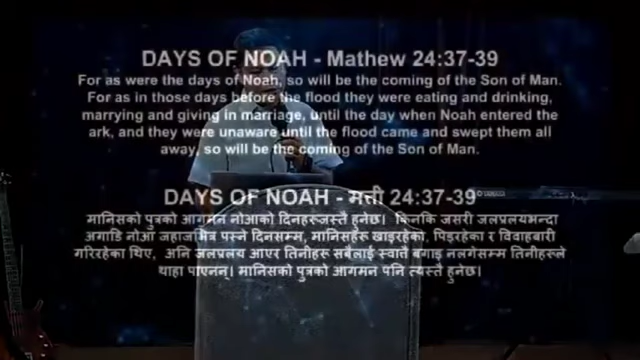 DAYS OF NOAH - Mathew 24:37-39
For as were the days of Noah, so will be the coming of the Son of Man.
For as in those days before the flood they were eating and drinking,
marrying and giving in marriage, until the day when Noah entered the
ark, and they were unaware until the flood came and swept them all
away, so will be the coming of the Son of Man.
DAYS OF NOAH - मत्ती 24:37-39
मानिसको पुत्रको आगमन नोआको दिनहरूजस्तै हुनेछ। किनकि जसरी जलप्रलयभन्दा
अगाडि नोआ जहाजभित्र पस्ने दिनसम्म, मानिसहरू खाइरहेका, पिइरहेका र विवाहबारी
गरिरहेका थिए, अनि जलप्रलय आएर तिनीहरू सबैलाई स्वात्तै बगाइ नलगेसम्म तिनीहरूले
थाहा पाएनन्। मानिसको पुत्रको आगमन पनि त्यस्तै हुनेछ।